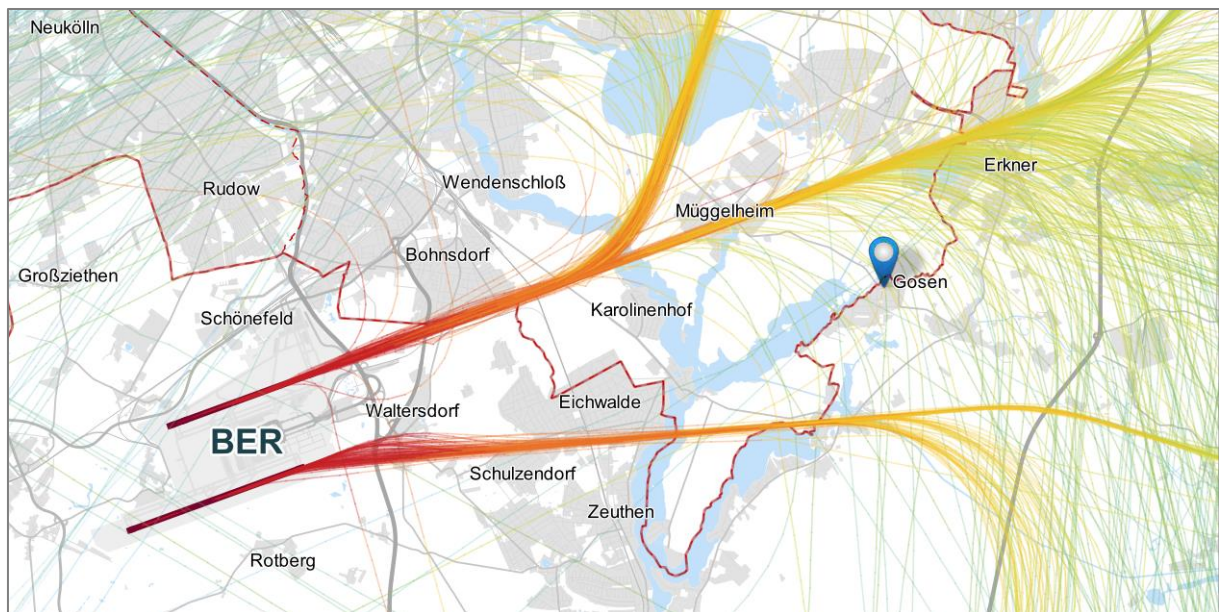 Neukölln
Erkner
Rudow
Wendenschloß
Müggelheim
Bohnsdorf
Großziethen
Gosen
Schönefeld
Karolinenhof
Eichwalde
Waltersdorf
BER
Schulzendorf
Zeuthen
Rotberg